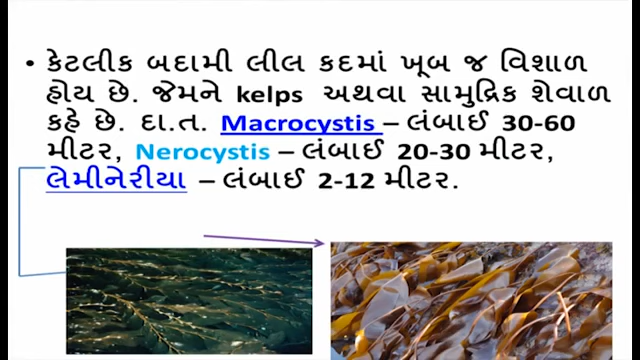 • કેટલીક બદામી લીલ કદમાં ખૂબ જ વિશાળ
હોય છે. જેમને kelps અથવા સામુદ્રિક શેવાળ
કહે છે. દા.ત. Macrocystis – લંબાઈ 30-60
મીટર, Nerocystis – લંબાઈ 20-30 મીટર,
લેમીનેરીયા – લંબાઈ 2-12 મીટર.